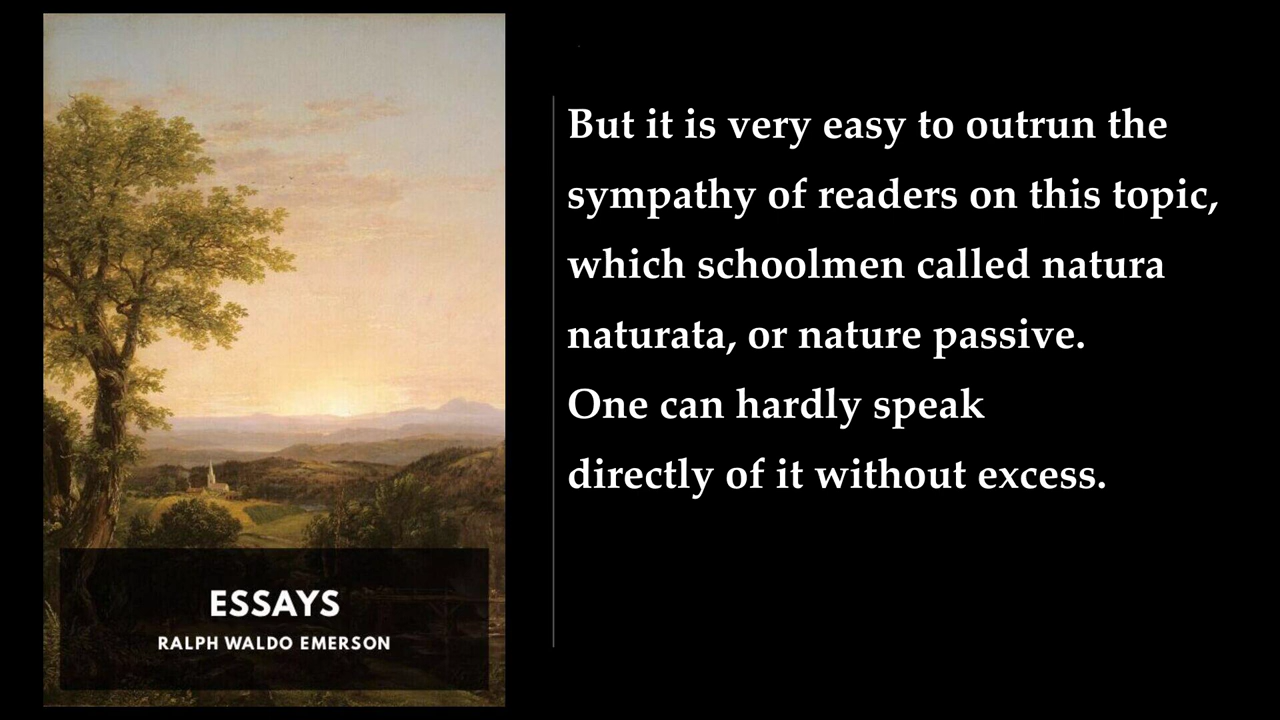 ESSAYS
RALPH WALDO EMERSON
But it is very easy to outrun the
sympathy of readers on this topic,
which schoolmen called natura
naturata, or nature passive.
One can hardly speak
directly of it without excess.